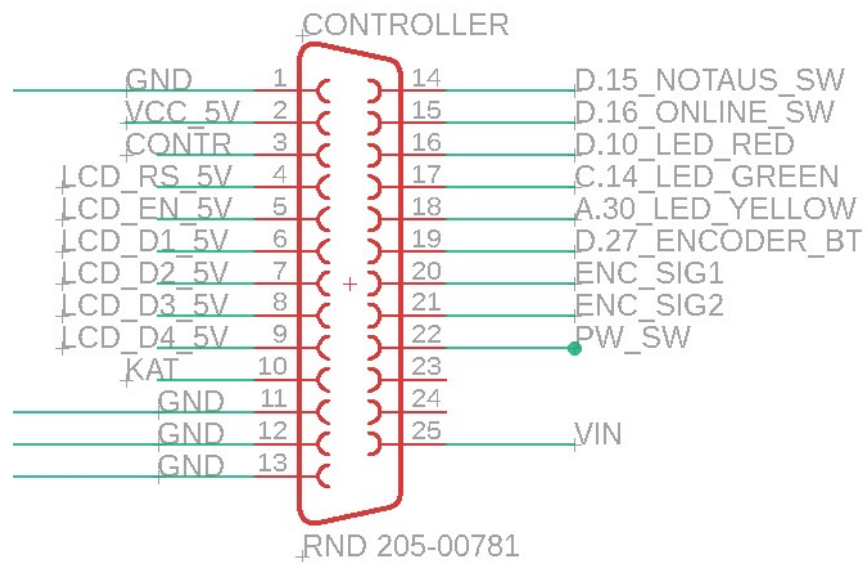 CONTROLLER
GND 1 14 D.15_NOTAUS_SW
VCC_5V 2 15 D.16_ONLINE_SW
CONTR 3 16 D.10_LED_RED
LCD_RS_5V 4 17 C.14_LED_GREEN
LCD_EN_5V 5 18 A.30_LED_YELLOW
LCD_D1_5V 6 19 D.27_ENCODER_BT
LCD_D2_5V 7 20 ENC_SIG1
LCD_D3_5V 8 21 ENC_SIG2
LCD_D4_5V 9 22 PW_SW
KAT 10 23
GND 11 24
GND 12 25 VIN
GND 13
RND 205-00781